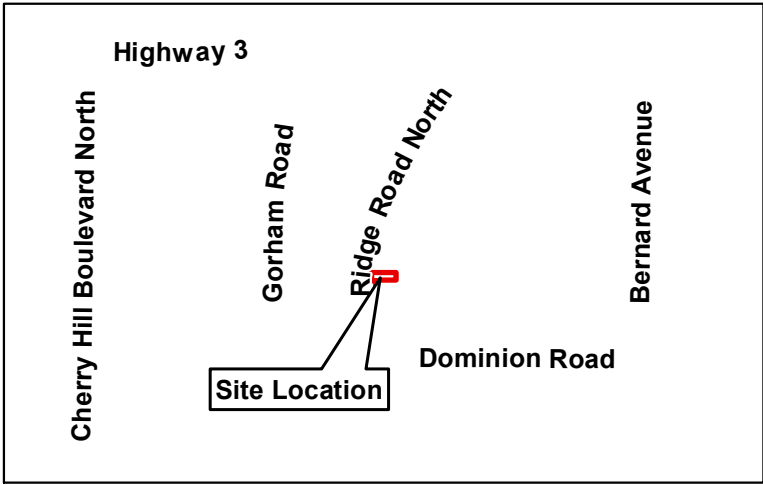 Highway 3
Cherry Hill Boulevard North
Gorham Road
Ridge Road North
Bernard Avenue
Dominion Road
Site Location